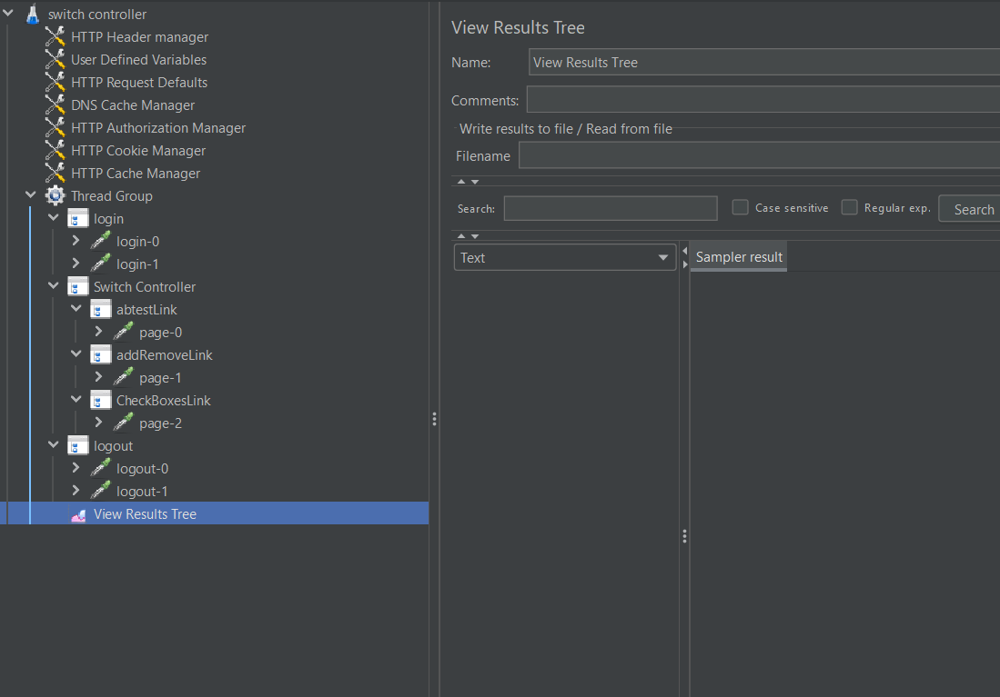 switch controller
HTTP Header manager
User Defined Variables
HTTP Request Defaults
DNS Cache Manager
HTTP Authorization Manager
HTTP Cookie Manager
HTTP Cache Manager
Thread Group
login
login-0
login-1
Switch Controller
abtestLink
page-0
addRemoveLink
page-1
CheckBoxesLink
page-2
logout
logout-0
logout-1
View Results Tree
View Results Tree
Name: View Results Tree
Comments:
Write results to file / Read from file
Filename
Search: Case sensitive Regular exp. Search
Text Sampler result